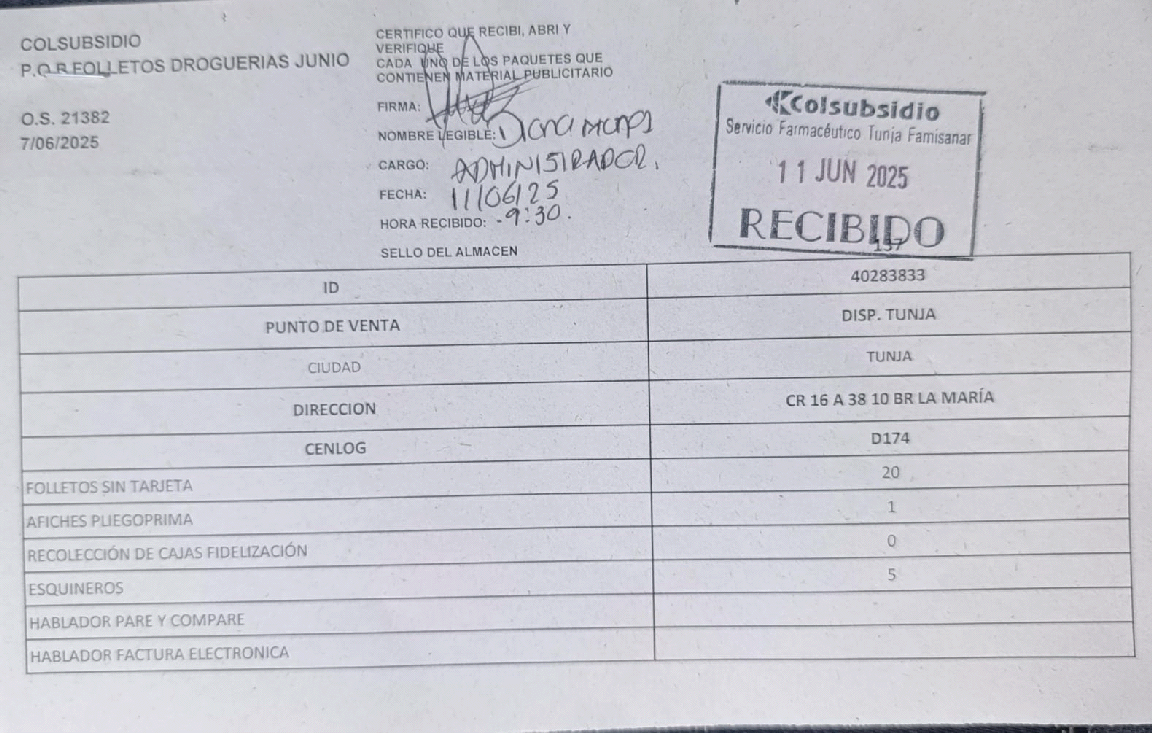 COLSUBSIDIO
P.O.P FOLLETOS DROGUERIAS JUNIO
O.S. 21382
7/06/2025
CERTIFICO QUE RECIBI, ABRI Y
VERIFIQUE
CADA UNO DE LOS PAQUETES QUE
CONTIENEN MATERIAL PUBLICITARIO
FIRMA:
NOMBRE LEGIBLE: Diana
CARGO: ADMINISTRADOR.
FECHA: 11/06/25
HORA RECIBIDO: - 9:30.
SELLO DEL ALMACEN
Colsubsidio
Servicio Farmacéutico Tunja Famisanar
11 JUN 2025
RECIBIDO
137
ID 40283833
PUNTO DE VENTA DISP. TUNJA
CIUDAD TUNJA
DIRECCION CR 16 A 38 10 BR LA MARÍA
CENLOG D174
FOLLETOS SIN TARJETA 20
AFICHES PLIEGOPRIMA 1
RECOLECCIÓN DE CAJAS FIDELIZACIÓN 0
ESQUINEROS 5
HABLADOR PARE Y COMPARE
HABLADOR FACTURA ELECTRONICA